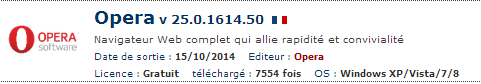 OPERA
software
Opera v 25.0.1614.50
Navigateur Web complet qui allie rapidité et convivialité
Date de sortie : 15/10/2014 Editeur : Opera
Licence : Gratuit téléchargé : 7554 fois OS : Windows XP/Vista/7/8